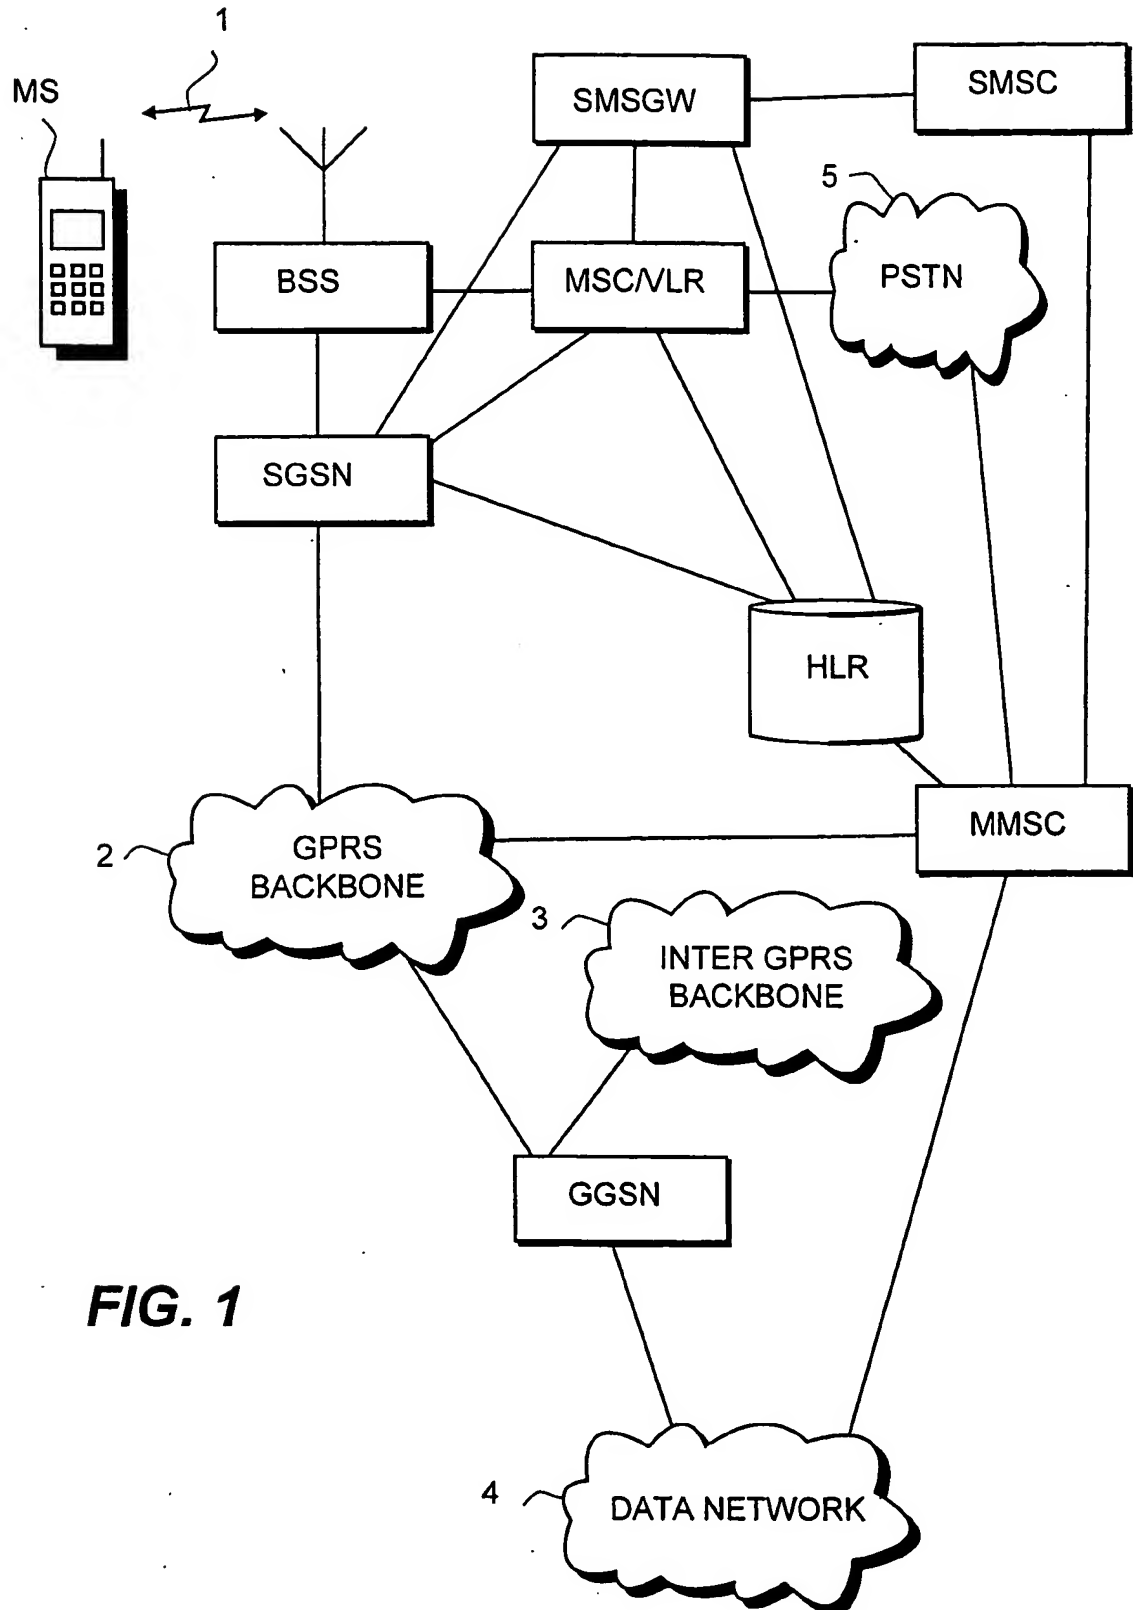 1
MS
SMSGW
SMSC
5
BSS
MSC/VLR
PSTN
SGSN
HLR
MMSC
2
GPRS
BACKBONE
3
INTER GPRS
BACKBONE
GGSN
FIG. 1
4
DATA NETWORK